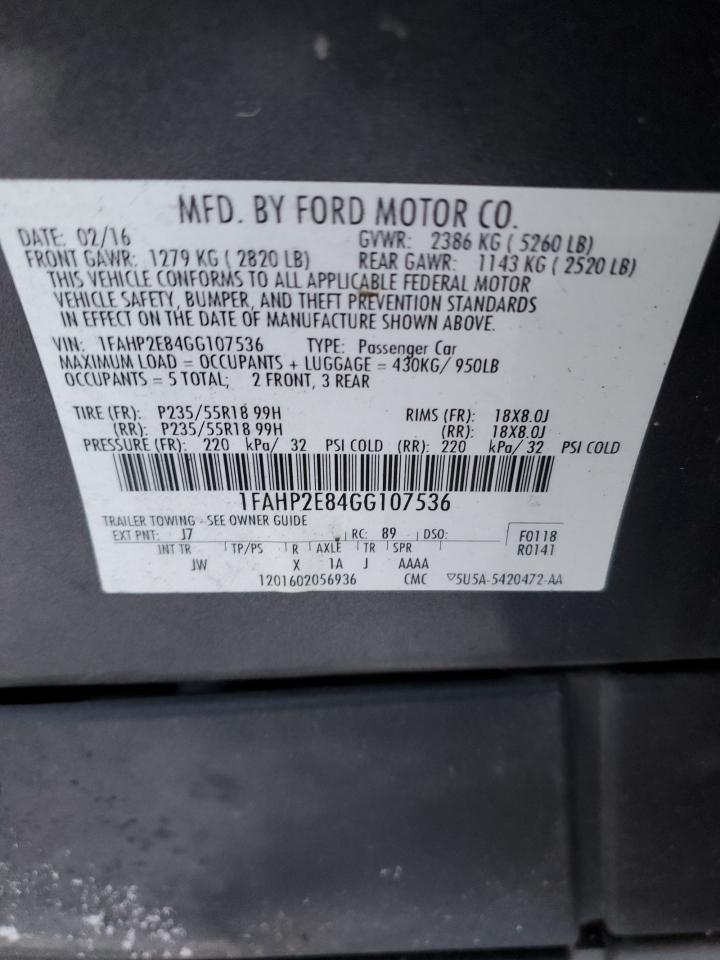 MFD. BY FORD MOTOR CO.
DATE: 02/16 GVWR: 2386 KG ( 5260 LB)
FRONT GAWR: 1279 KG ( 2820 LB) REAR GAWR: 1143 KG ( 2520 LB)
THIS VEHICLE CONFORMS TO ALL APPLICABLE FEDERAL MOTOR
VEHICLE SAFETY, BUMPER, AND THEFT PREVENTION STANDARDS
IN EFFECT ON THE DATE OF MANUFACTURE SHOWN ABOVE.
VIN: 1FAHP2E84GG107536 TYPE: Passenger Car
MAXIMUM LOAD = OCCUPANTS + LUGGAGE = 430KG/ 950LB
OCCUPANTS = 5 TOTAL; 2 FRONT, 3 REAR
TIRE (FR): P235/55R18 99H RIMS (FR): 18X8.0J
(RR): P235/55R18 99H (RR): 18X8.0J
PRESSURE (FR): 220 kPa/ 32 PSI COLD (RR): 220 kPa/ 32 PSI COLD
1FAHP2E84GG107536
TRAILER TOWING - SEE OWNER GUIDE
EXT PNT: J7 RC: 89 DSO: F0118
INT TR TP/PS R AXLE TR SPR R0141
JW X 1A J AAAA
1201602056936 CMC ▽5U5A-5420472-AA